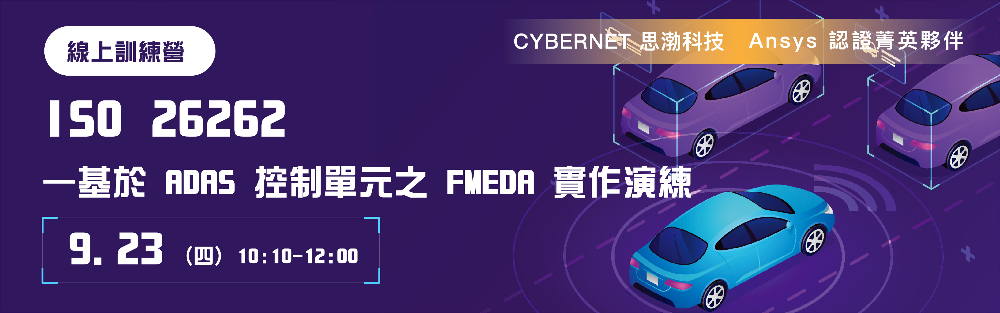 線上訓練營
CYBERNET 思渤科技 | Ansys 認證菁英夥伴
ISO 26262
—基於 ADAS 控制單元之 FMEDA 實作演練
9.23 (四) 10:10-12:00